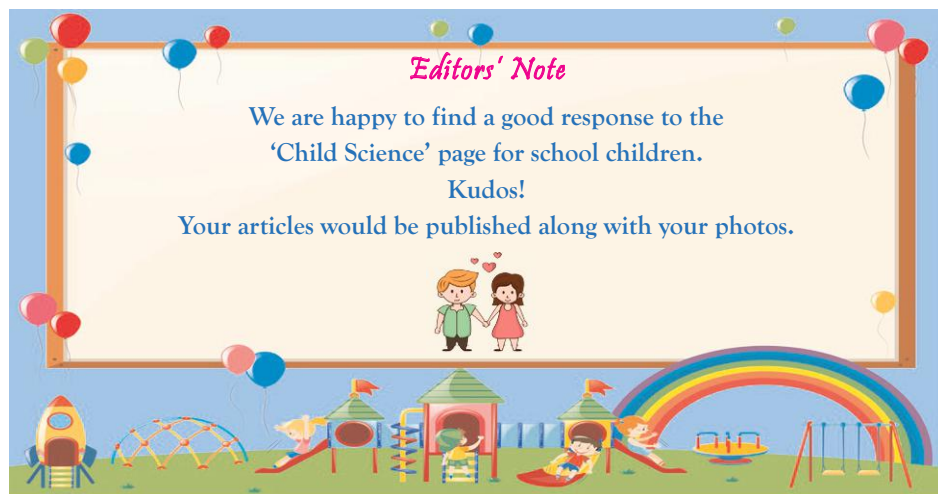 Editors' Note
We are happy to find a good response to the
‘Child Science’ page for school children.
Kudos!
Your articles would be published along with your photos.